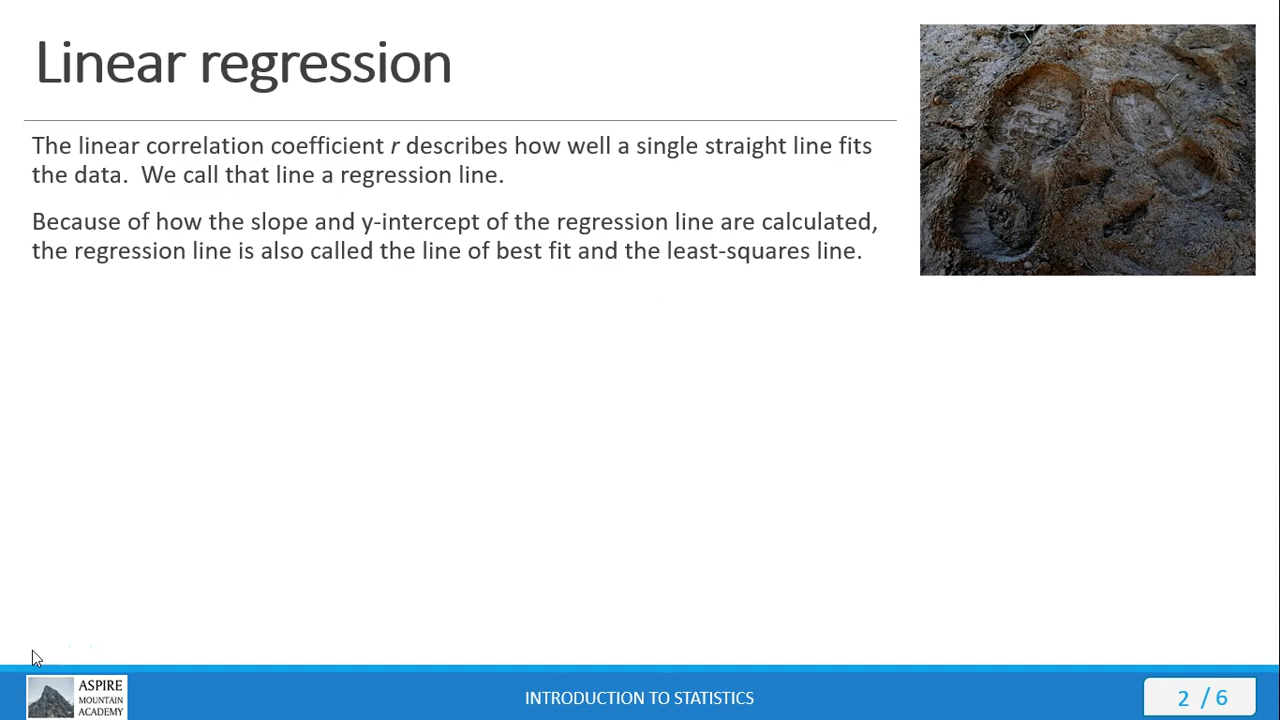 Linear regression
The linear correlation coefficient r describes how well a single straight line fits
the data. We call that line a regression line.
Because of how the slope and y-intercept of the regression line are calculated,
the regression line is also called the line of best fit and the least-squares line.
ASPIRE
MOUNTAIN
ACADEMY
INTRODUCTION TO STATISTICS
2 / 6